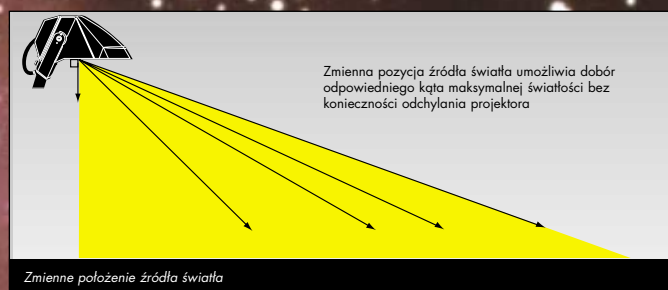 Zmienna pozycja źródła światła umożliwia dobór
odpowiedniego kąta maksymalnej światłości bez
konieczności odchylania projektora
Zmienne położenie źródła światła